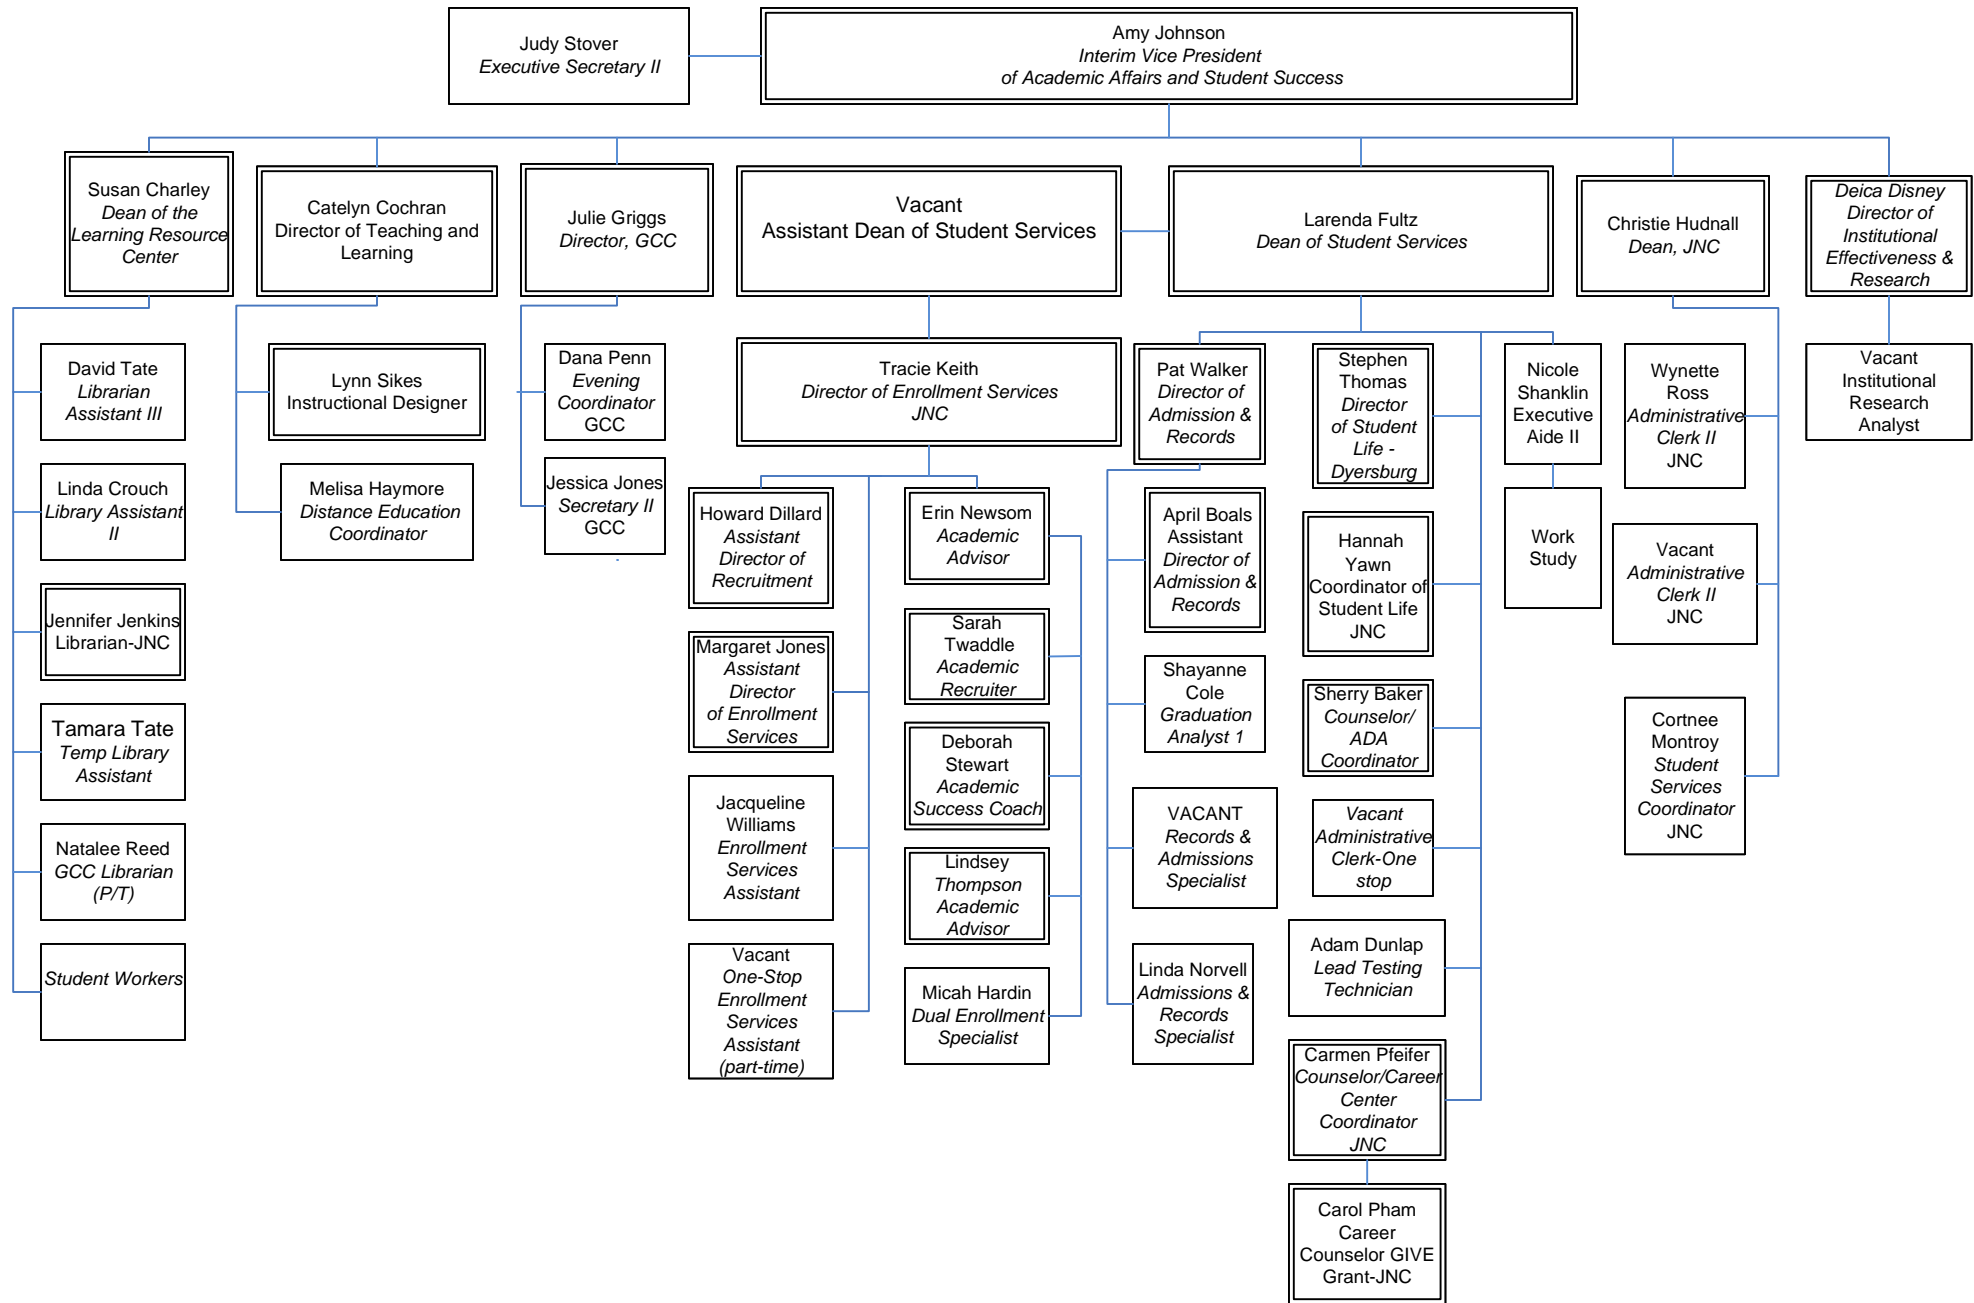 Judy Stover
Executive Secretary II
Amy Johnson
Interim Vice President
of Academic Affairs and Student Success
Susan Charley
Dean of the
Learning Resource
Center
Catelyn Cochran
Director of Teaching and
Learning
Julie Griggs
Director, GCC
Vacant
Assistant Dean of Student Services
Larenda Fultz
Dean of Student Services
Christie Hudnall
Dean, JNC
Deica Disney
Director of
Institutional
Effectiveness &
Research
David Tate
Librarian
Assistant III
Linda Crouch
Library Assistant
II
Jennifer Jenkins
Librarian-JNC
Tamara Tate
Temp Library
Assistant
Natalee Reed
GCC Librarian
(P/T)
Student Workers
Lynn Sikes
Instructional Designer
Melisa Haymore
Distance Education
Coordinator
Dana Penn
Evening
Coordinator
GCC
Jessica Jones
Secretary II
GCC
Tracie Keith
Director of Enrollment Services
JNC
Howard Dillard
Assistant
Director of
Recruitment
Margaret Jones
Assistant
Director
of Enrollment
Services
Jacqueline
Williams
Enrollment
Services
Assistant
Vacant
One-Stop
Enrollment
Services
Assistant
(part-time)
Erin Newsom
Academic
Advisor
Sarah
Twaddle
Academic
Recruiter
Deborah
Stewart
Academic
Success Coach
Lindsey
Thompson
Academic
Advisor
Micah Hardin
Dual Enrollment
Specialist
Pat Walker
Director of
Admission &
Records
April Boals
Assistant
Director of
Admission &
Records
Shayanne
Cole
Graduation
Analyst 1
VACANT
Records &
Admissions
Specialist
Linda Norvell
Admissions &
Records
Specialist
Stephen
Thomas
Director
of Student
Life -
Dyersburg
Hannah
Yawn
Coordinator of
Student Life
JNC
Sherry Baker
Counselor/
ADA
Coordinator
Vacant
Administrative
Clerk-One
stop
Adam Dunlap
Lead Testing
Technician
Carmen Pfeifer
Counselor/Career
Center
Coordinator
JNC
Carol Pham
Career
Counselor GIVE
Grant-JNC
Nicole
Shanklin
Executive
Aide II
Work
Study
Wynette
Ross
Administrative
Clerk II
JNC
Vacant
Administrative
Clerk II
JNC
Cortnee
Montroy
Student
Services
Coordinator
JNC
Vacant
Institutional
Research
Analyst